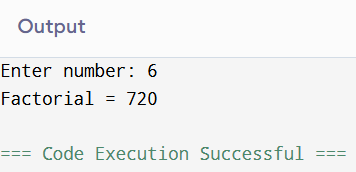 Output
Enter number: 6
Factorial = 720
=== Code Execution Successful ===